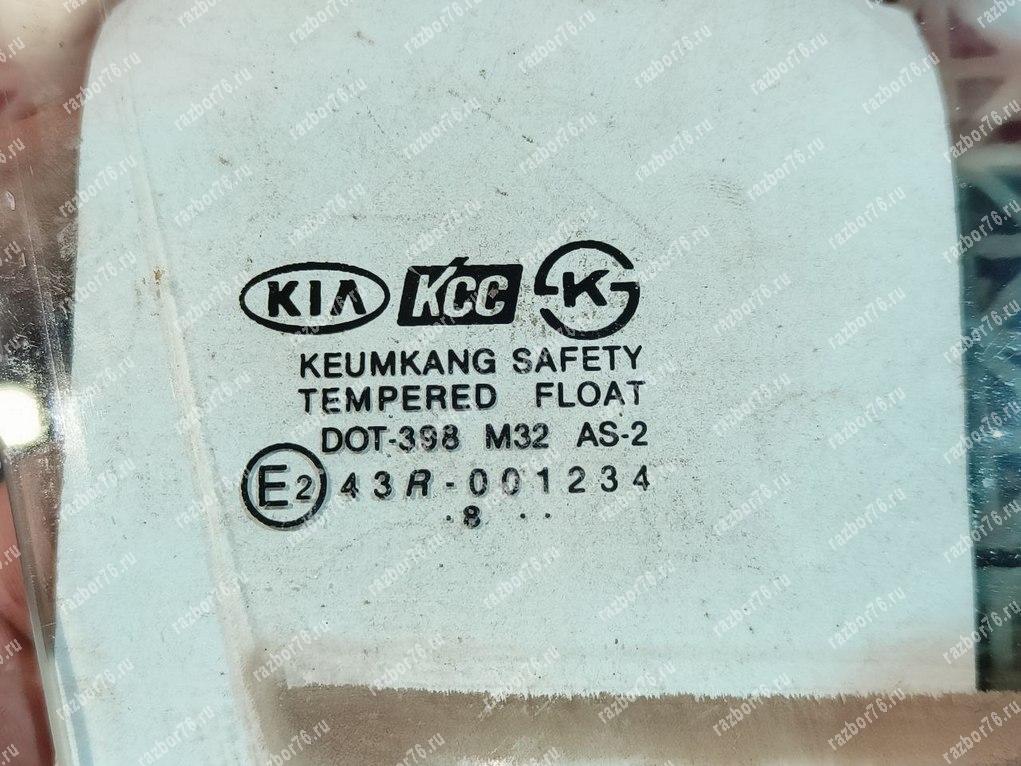 KIA KCC K
KEUMKANG SAFETY
TEMPERED FLOAT
DOT-398 M32 AS-2
E2 43R-001234
.8 ..
razbor76.ru